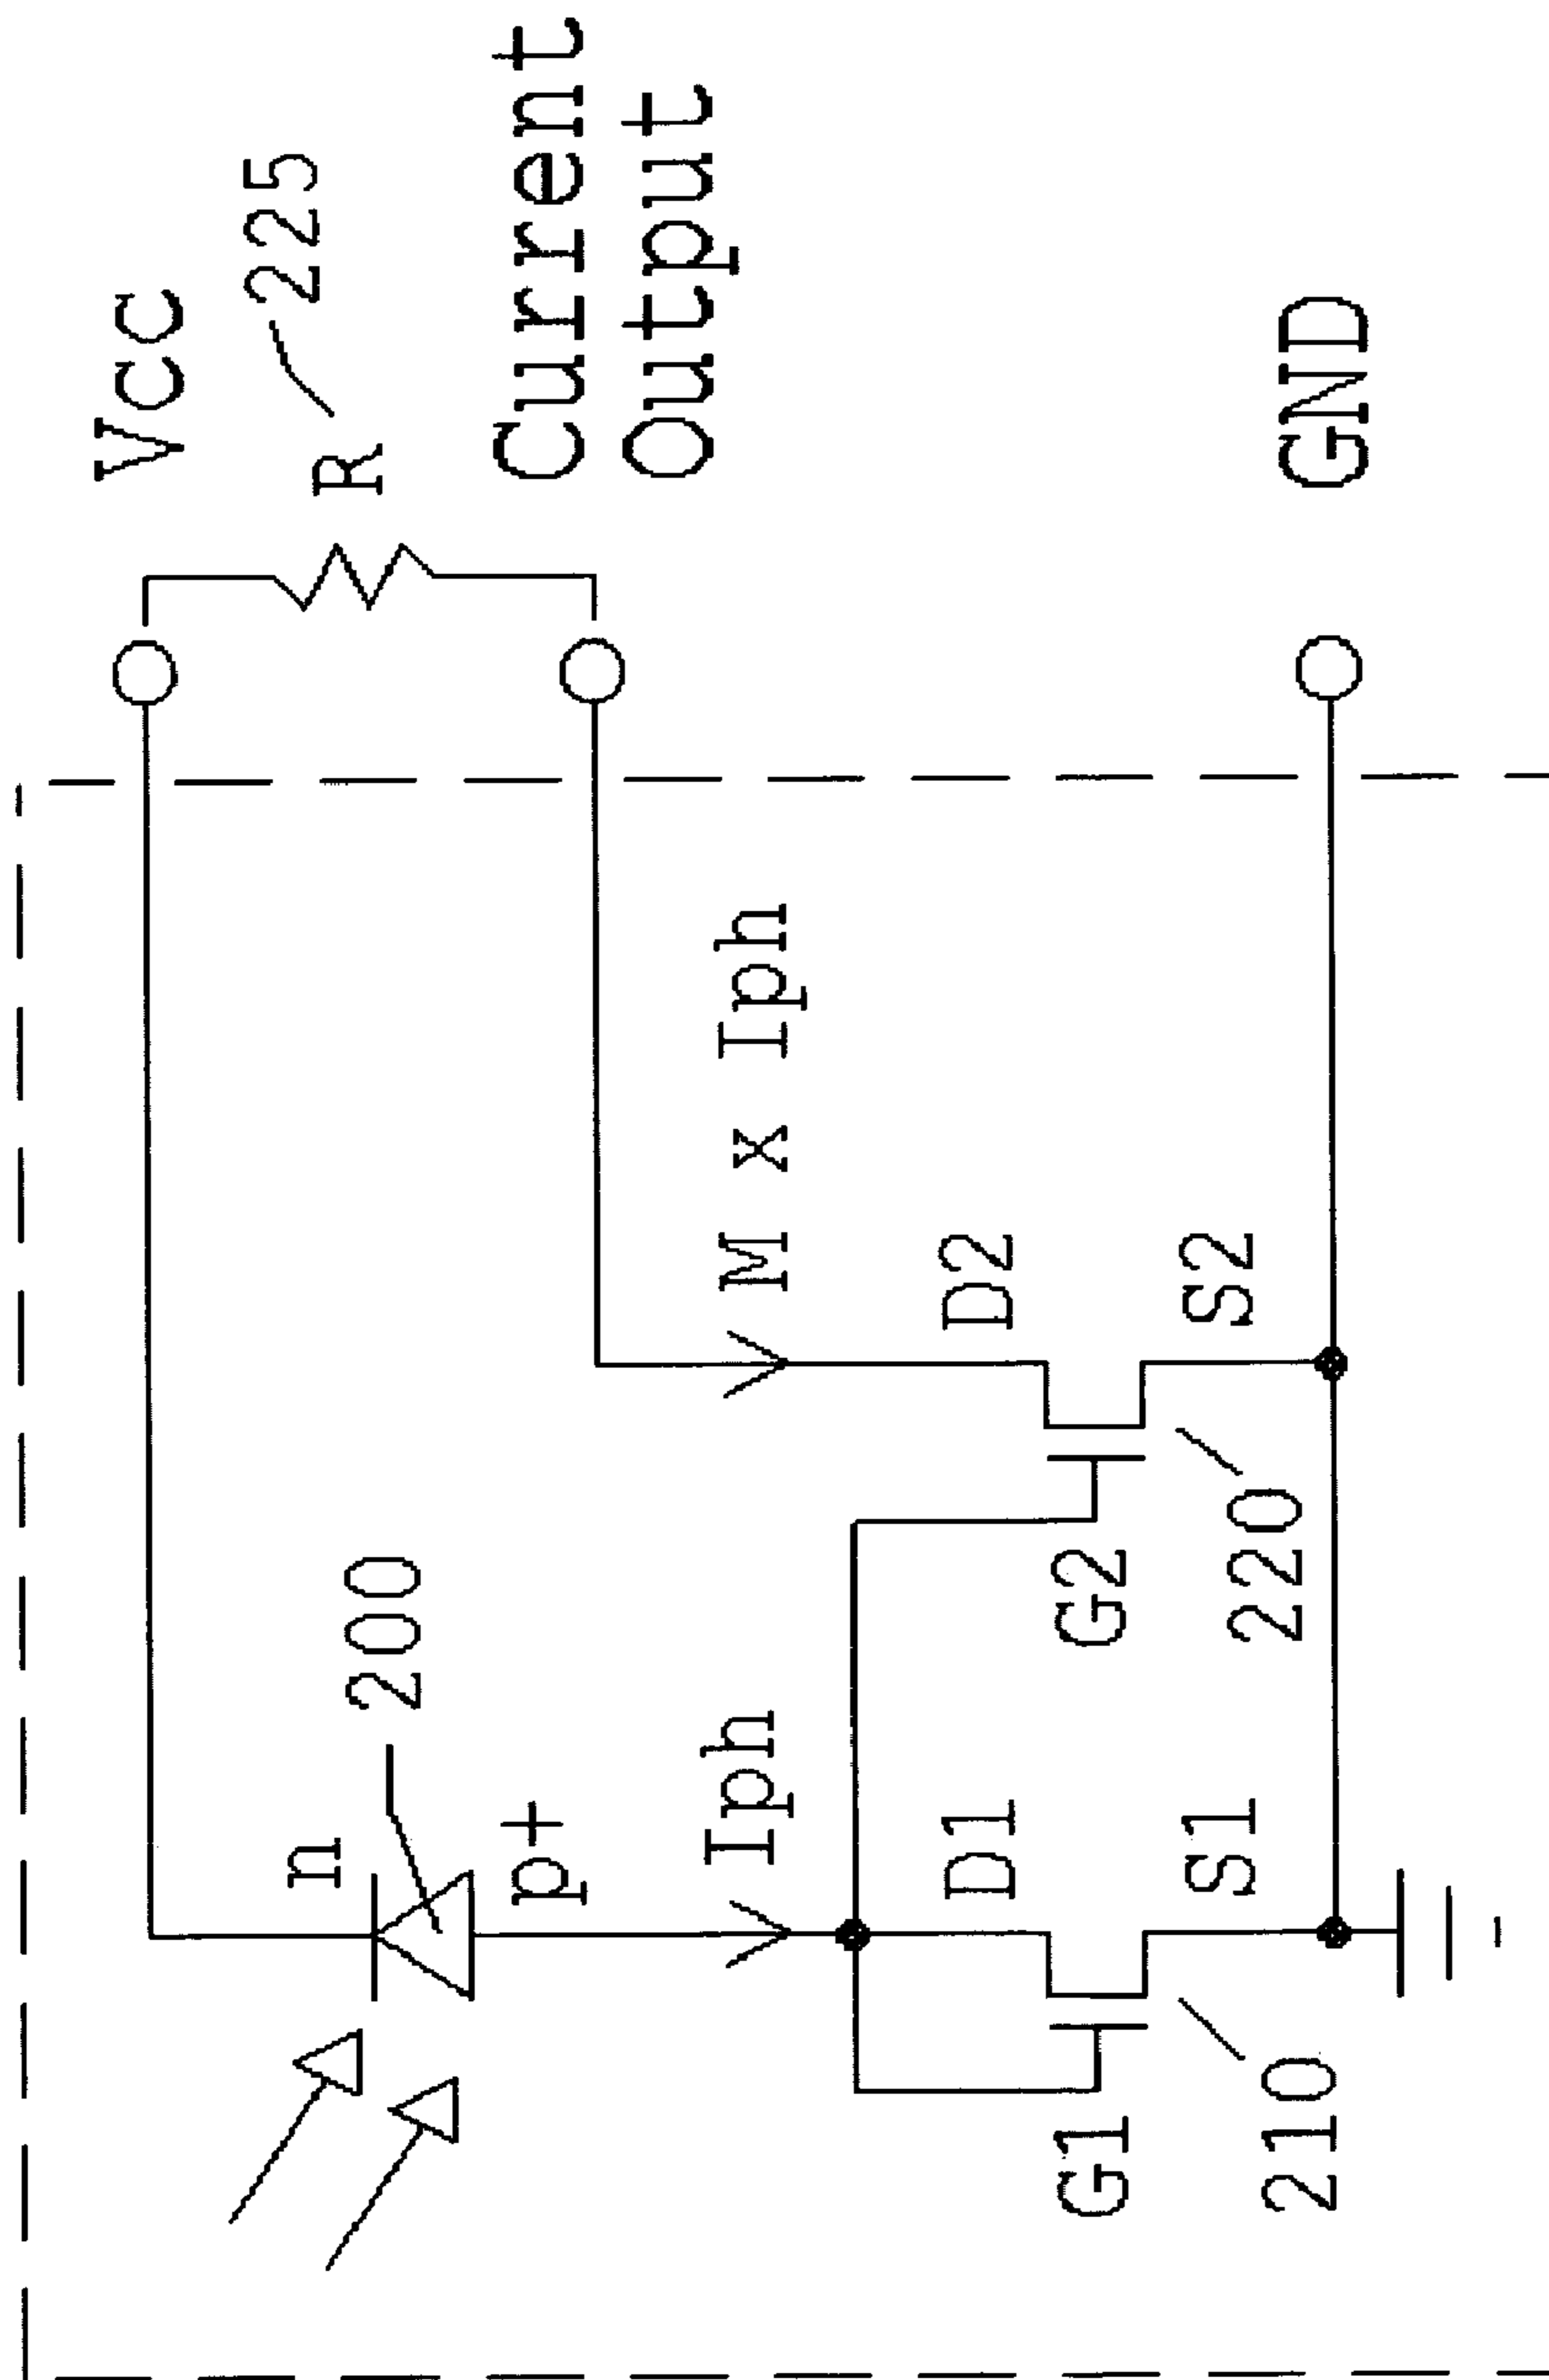 Vcc
225
R
Current
Output
n
200
p+
Iph
M x Iph
D1
D2
G1
G2
S1
S2
210
220
GND